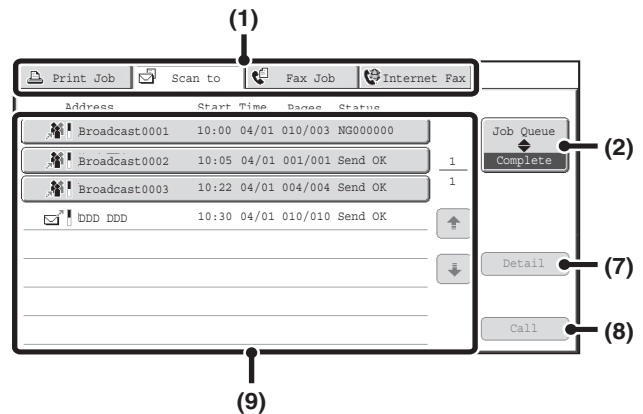 (1)
Print Job Scan to Fax Job Internet Fax
Address Start Time Pages Status
Broadcast0001 10:00 04/01 010/003 NG000000
Broadcast0002 10:05 04/01 001/001 Send OK
Broadcast0003 10:22 04/01 004/004 Send OK
DDD DDD 10:30 04/01 010/010 Send OK
1
1
Job Queue
Complete
(2)
Detail
(7)
Call
(8)
(9)